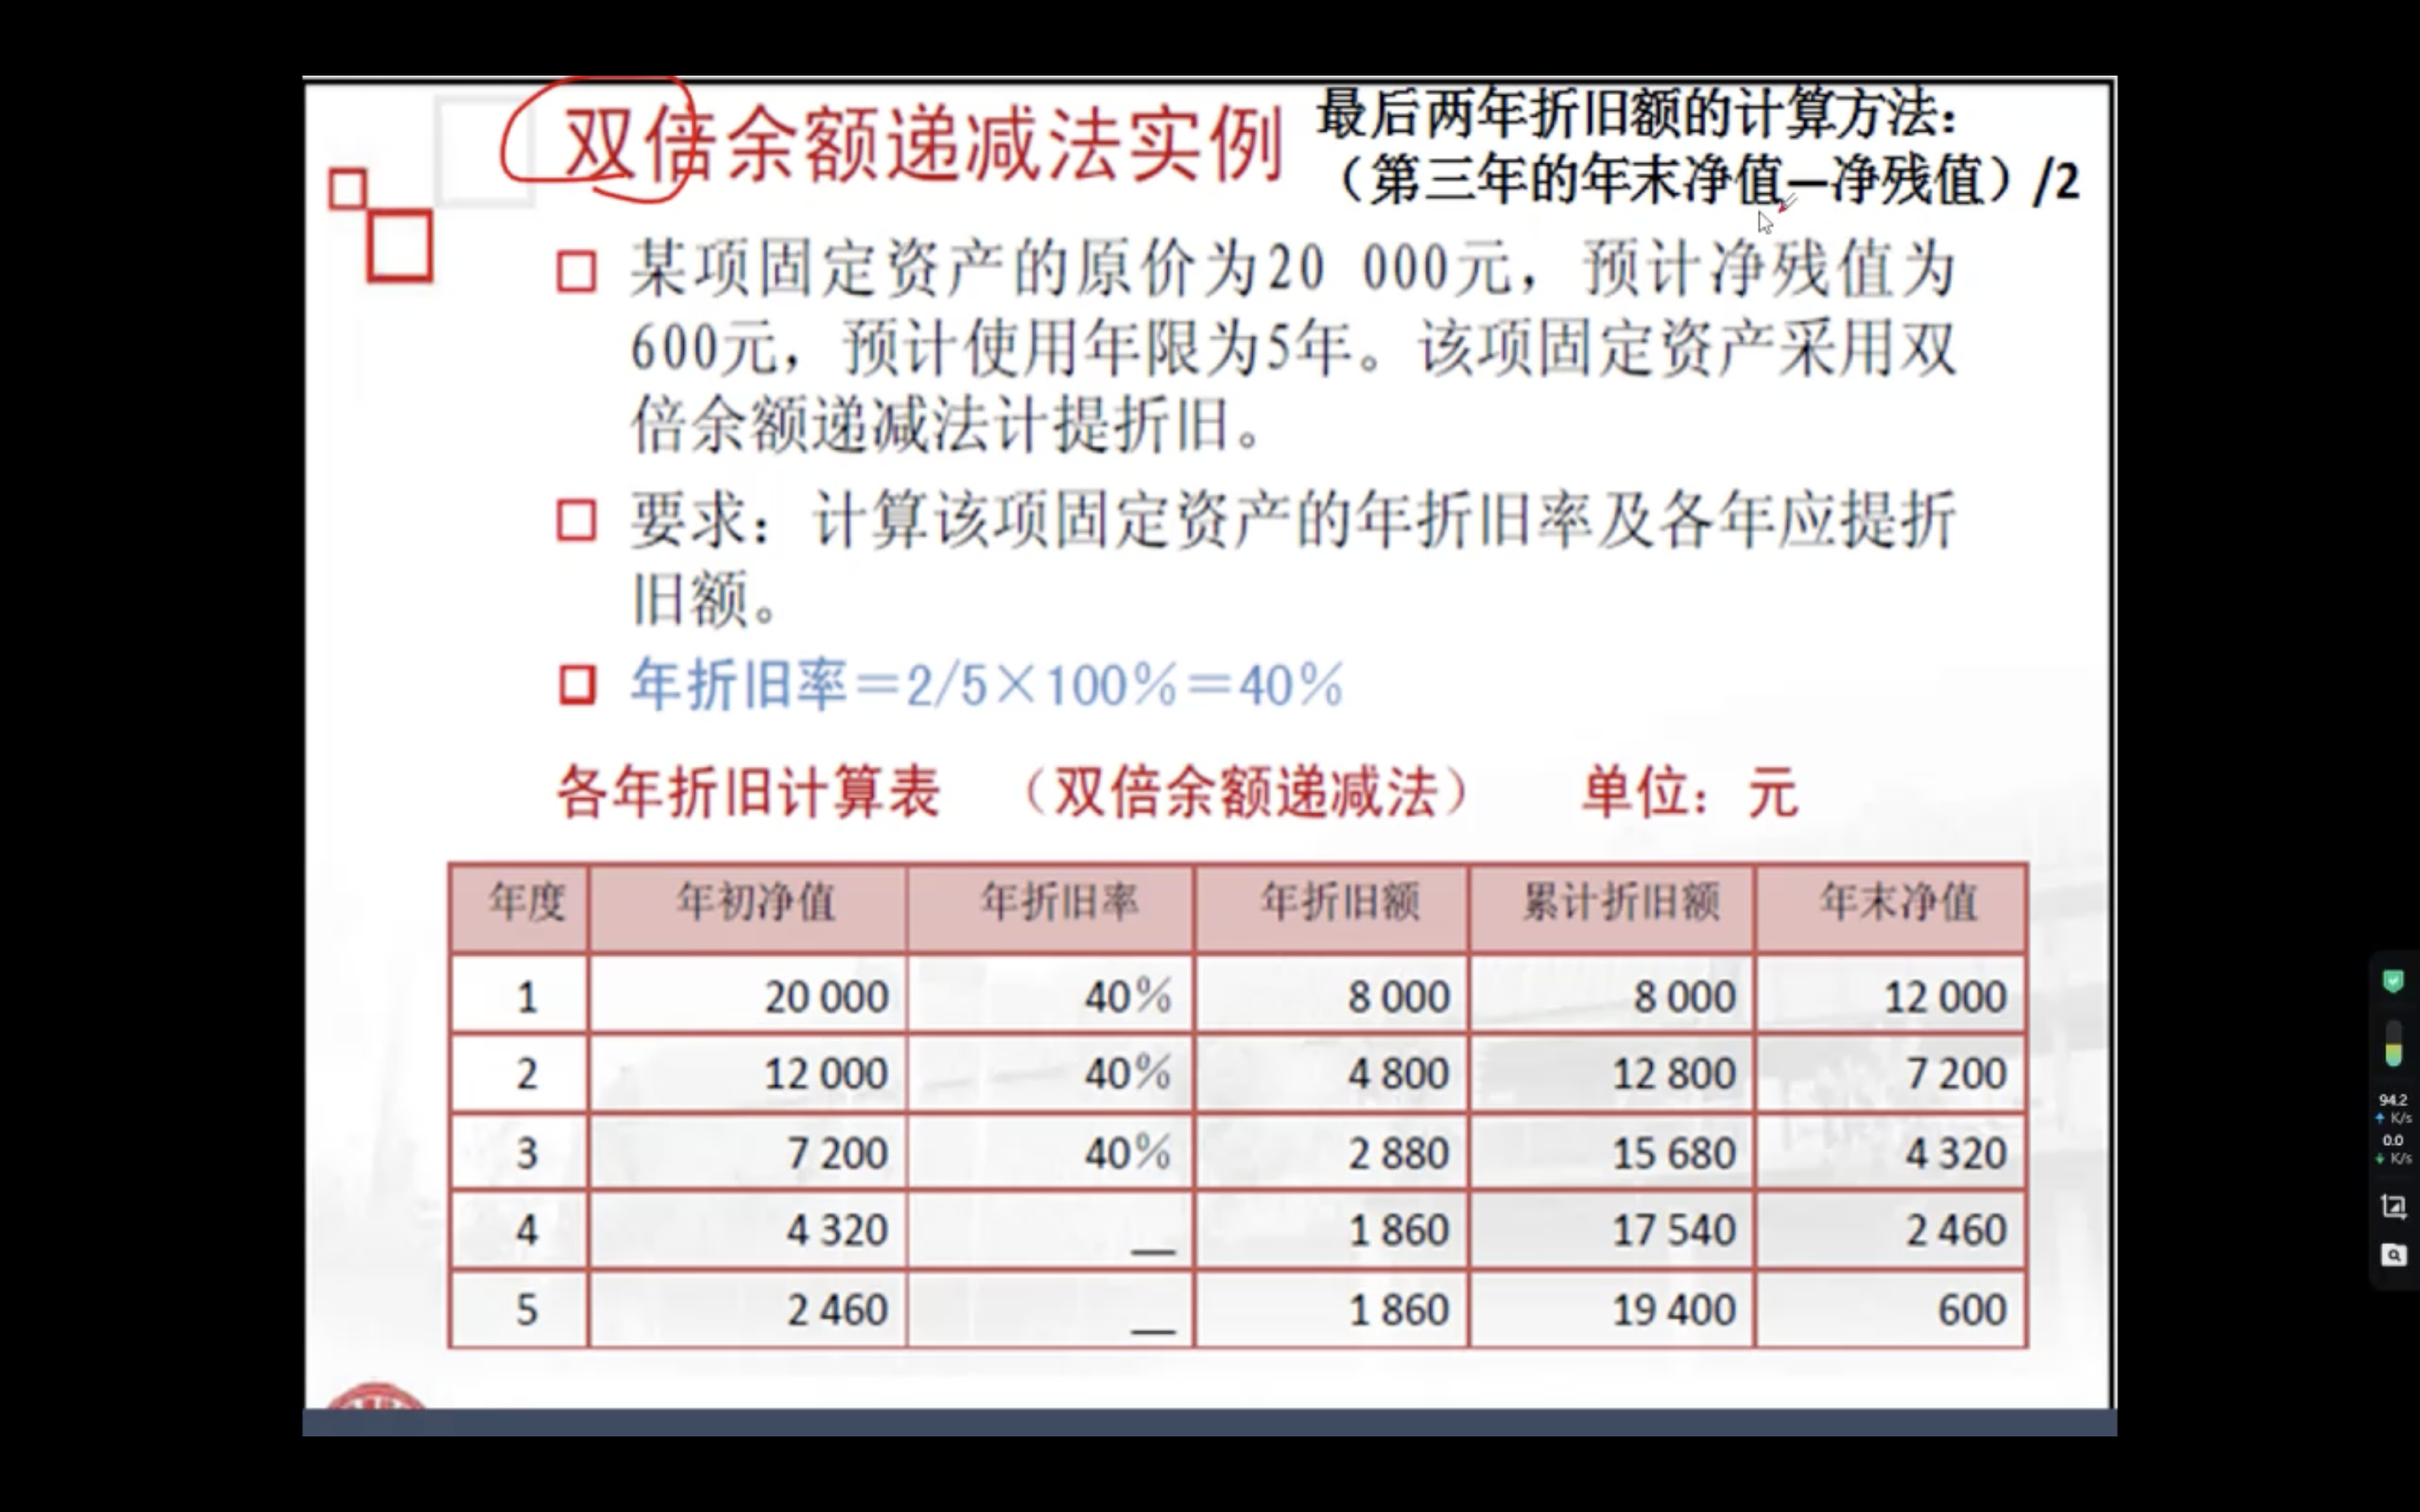 双倍余额递减法实例
最后两年折旧额的计算方法：
（第三年的年末净值—净残值）/2
某项固定资产的原价为20 000元，预计净残值为
600元，预计使用年限为5年。该项固定资产采用双
倍余额递减法计提折旧。
要求：计算该项固定资产的年折旧率及各年应提折
旧额。
年折旧率＝2/5×100％＝40％
各年折旧计算表 （双倍余额递减法） 单位：元
年度 年初净值 年折旧率 年折旧额 累计折旧额 年末净值
1 20 000 40％ 8 000 8 000 12 000
2 12 000 40％ 4 800 12 800 7 200
3 7 200 40％ 2 880 15 680 4 320
4 4 320 — 1 860 17 540 2 460
5 2 460 — 1 860 19 400 600
94.2
K/s
0.0
K/s